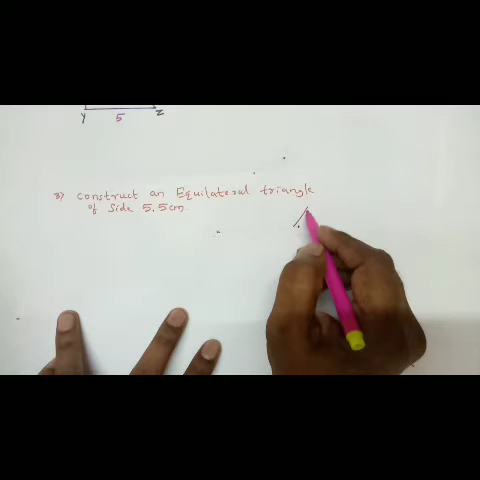 Y 5 Z
3) Construct an Equilateral triangle
of side 5.5cm